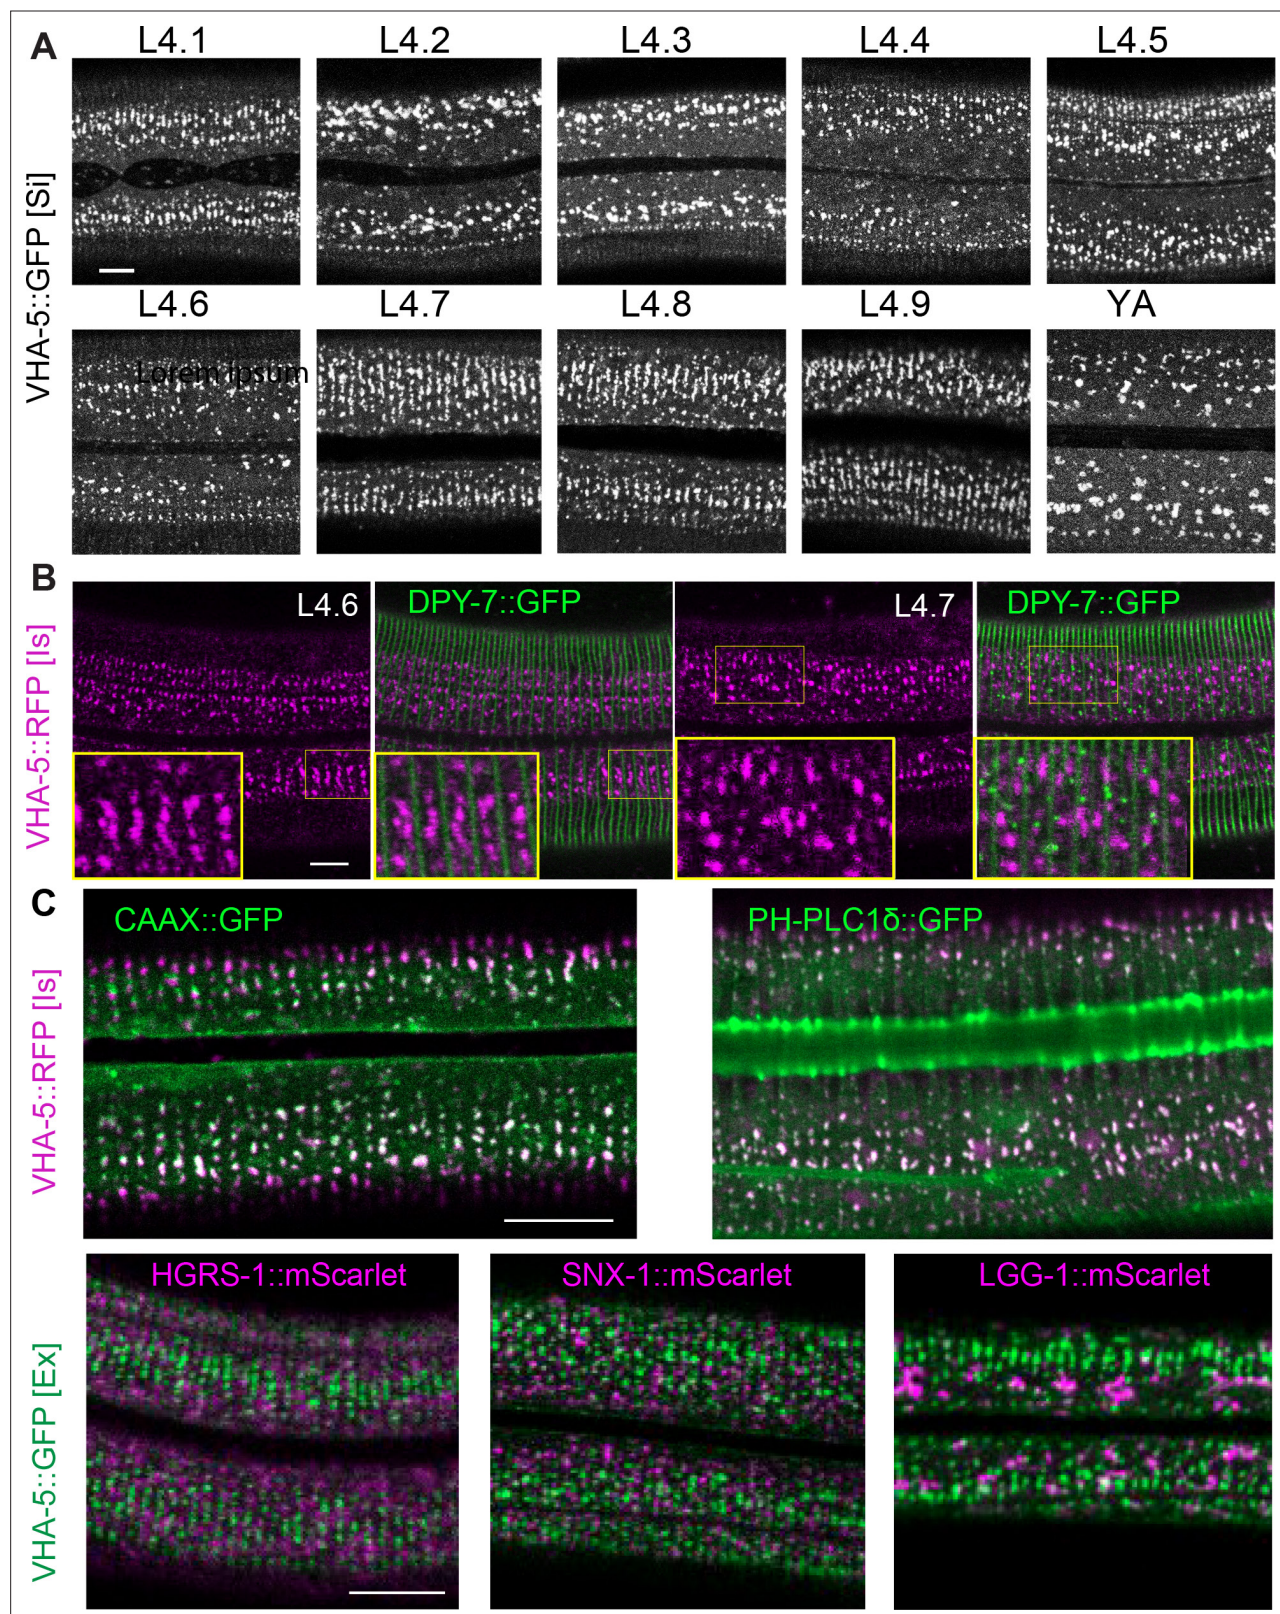 A
L4.1
L4.2
L4.3
L4.4
L4.5
VHA-5::GFP [Si]
L4.6
L4.7
L4.8
L4.9
YA
Lorem ipsum
B
VHA-5::RFP [Is]
L4.6
DPY-7::GFP
L4.7
DPY-7::GFP
C
VHA-5::RFP [Is]
CAAX::GFP
PH-PLC1δ::GFP
VHA-5::GFP [Ex]
HGRS-1::mScarlet
SNX-1::mScarlet
LGG-1::mScarlet